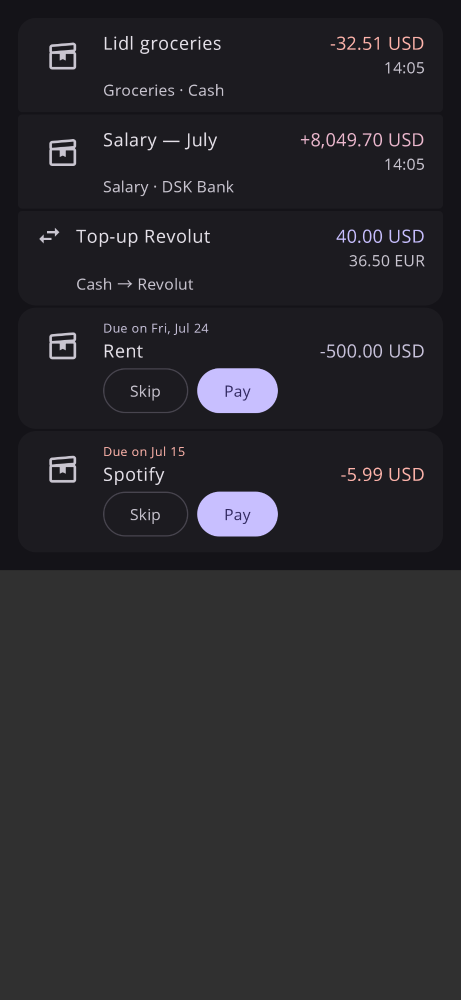 Lidl groceries
-32.51 USD
14:05
Groceries · Cash
Salary — July
+8,049.70 USD
14:05
Salary · DSK Bank
Top-up Revolut
40.00 USD
36.50 EUR
Cash → Revolut
Due on Fri, Jul 24
Rent
-500.00 USD
Skip
Pay
Due on Jul 15
Spotify
-5.99 USD
Skip
Pay